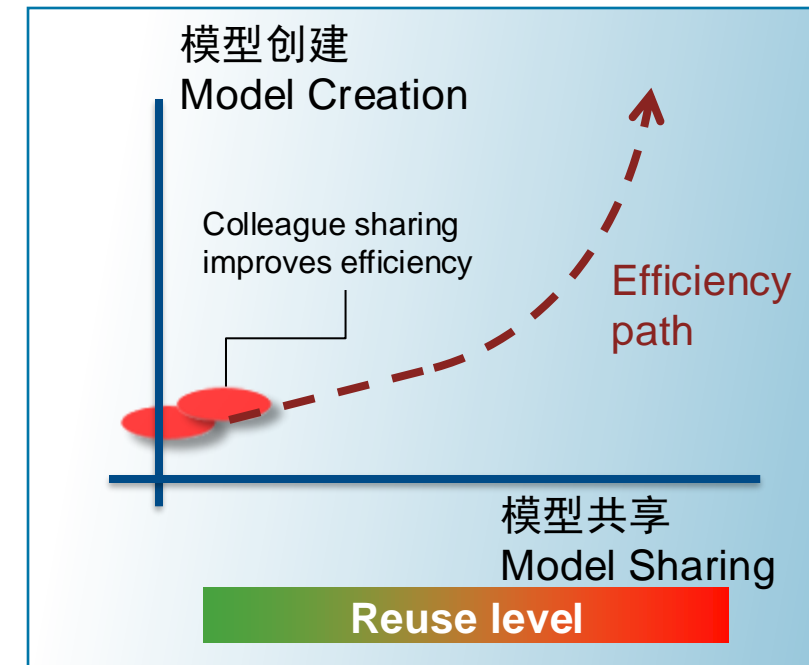 模型创建
Model Creation
Colleague sharing
improves efficiency
Efficiency
path
模型共享
Model Sharing
Reuse level